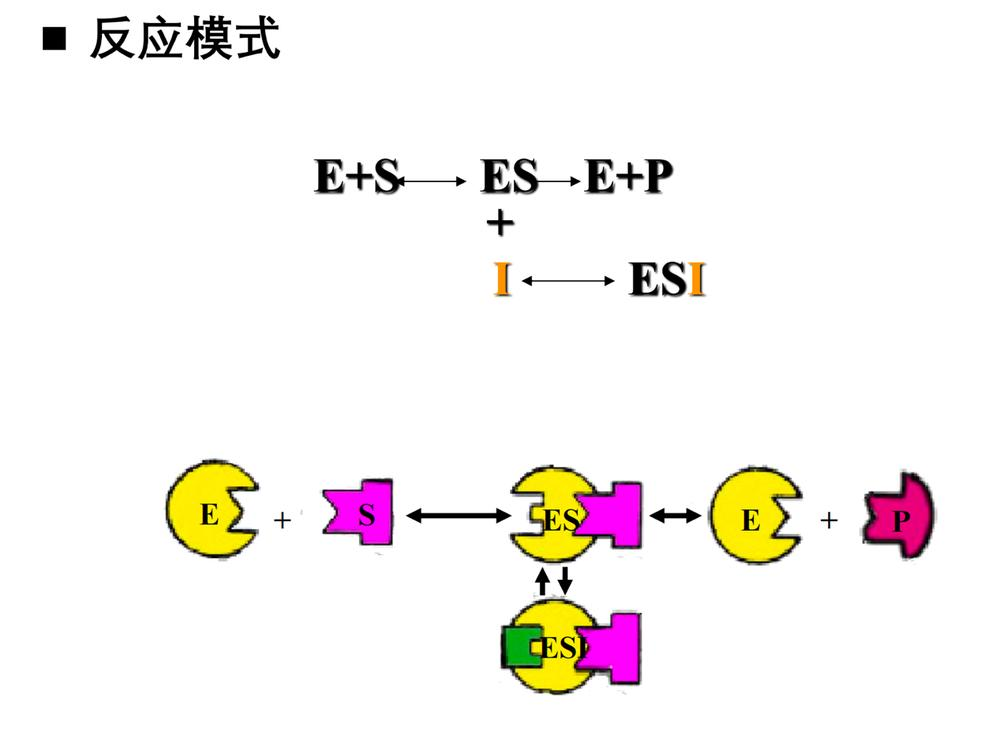 ■ 反应模式
E+S ⟷ ES → E+P
+
I ⟷ ESI
E + S ⟷ ES ⟷ E + P
ESI